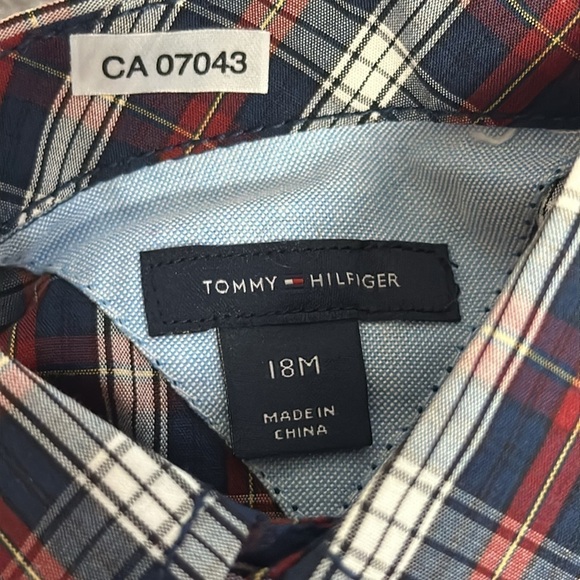 CA 07043
TOMMY HILFIGER
18M
MADE IN
CHINA